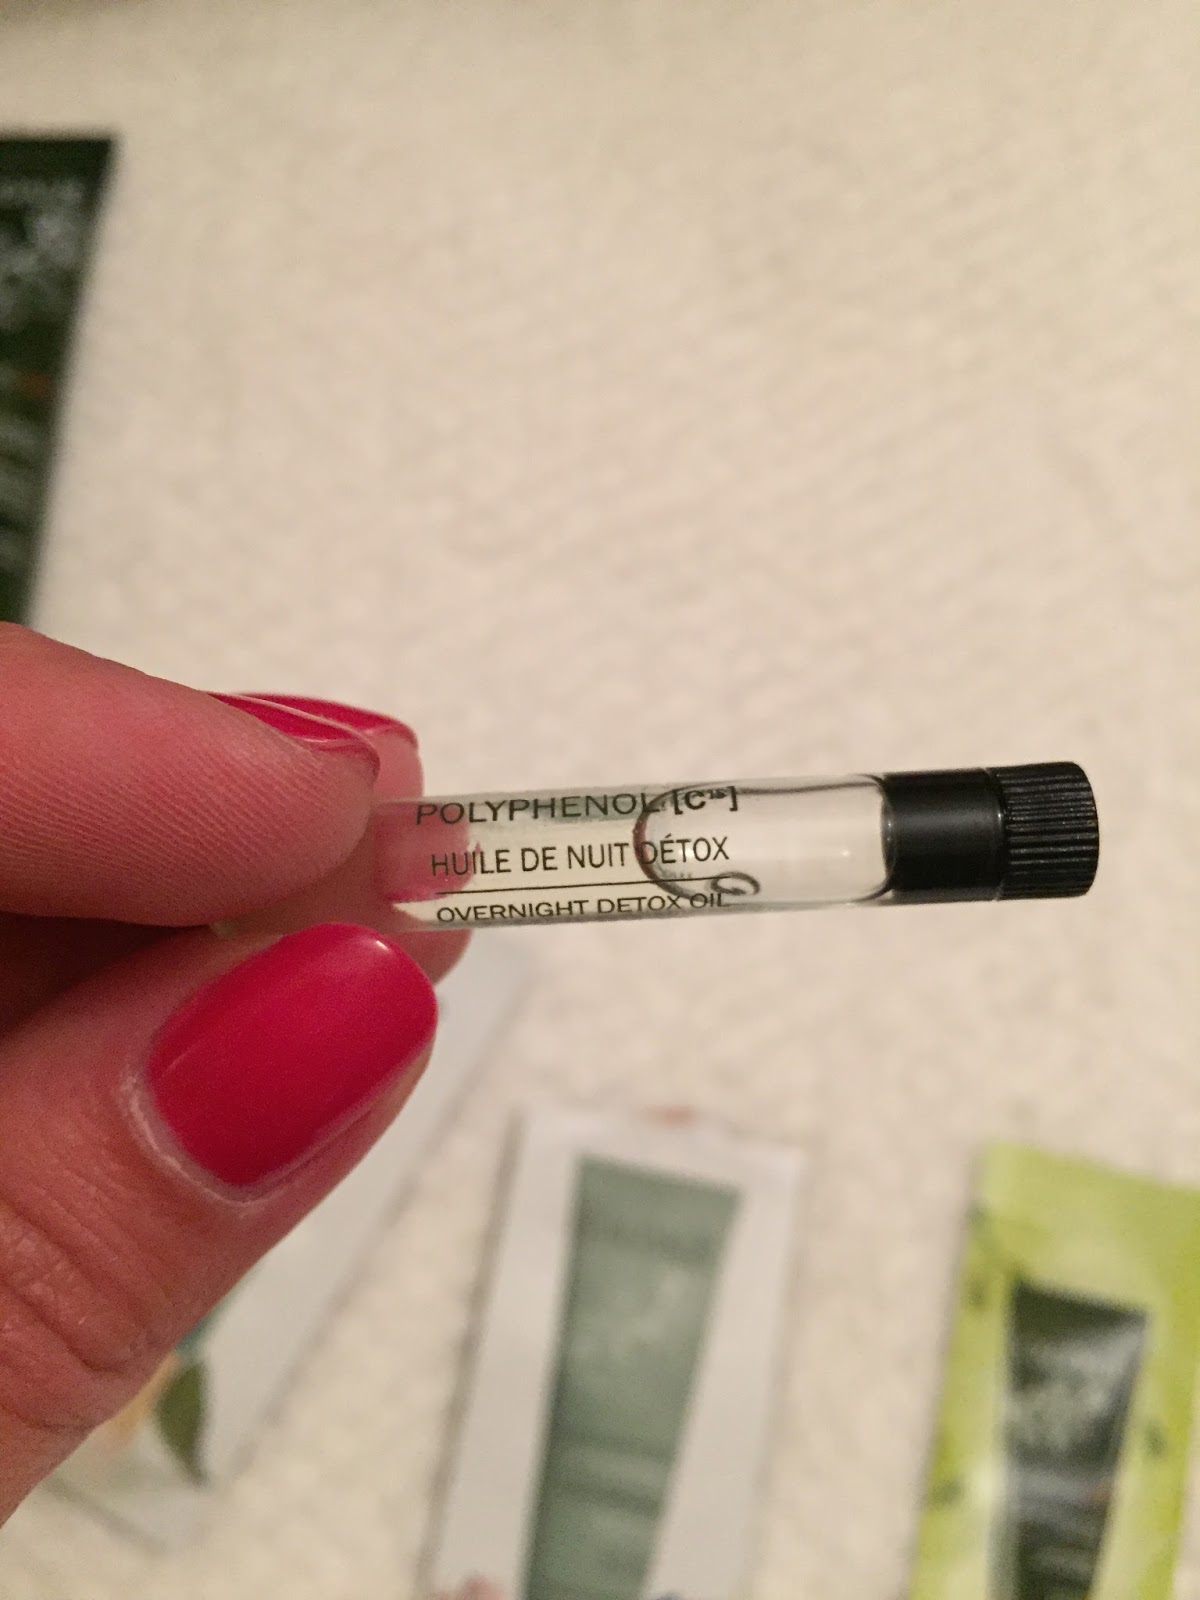 POLYPHENOL [C¹⁵]
HUILE DE NUIT DÉTOX
OVERNIGHT DETOX OIL